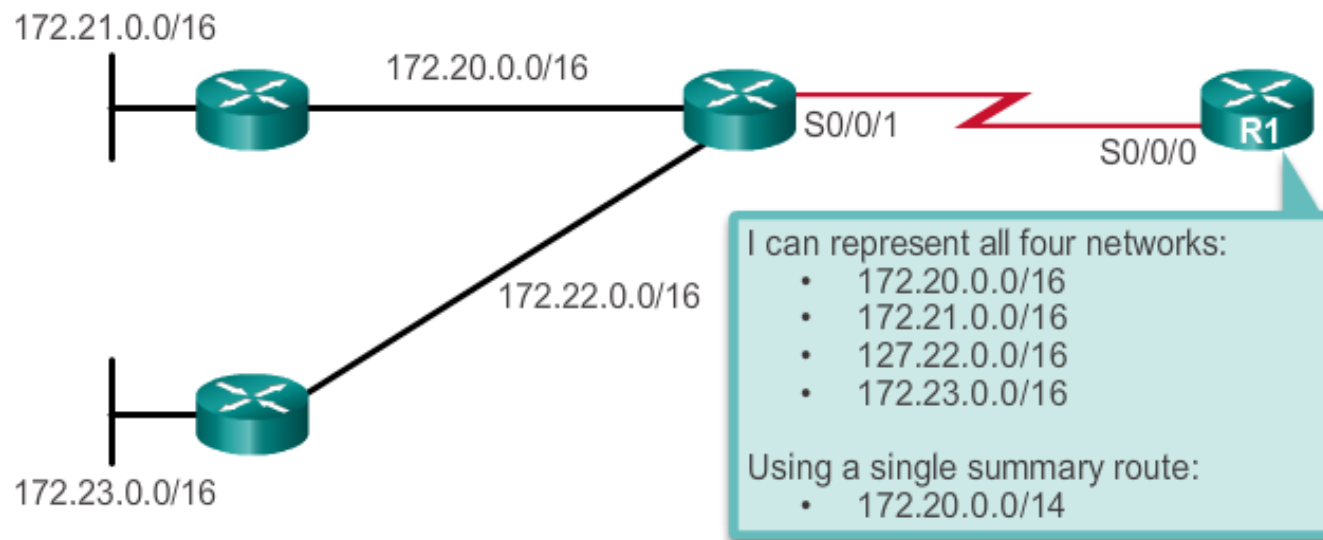 172.21.0.0/16
172.20.0.0/16
S0/0/1
S0/0/0
R1
172.22.0.0/16
172.23.0.0/16
I can represent all four networks:
• 172.20.0.0/16
• 172.21.0.0/16
• 127.22.0.0/16
• 172.23.0.0/16
Using a single summary route:
• 172.20.0.0/14